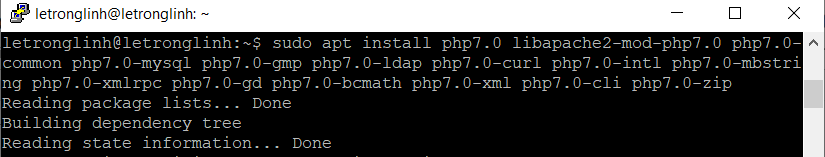 letronglinh@letronglinh: ~
letronglinh@letronglinh:~$ sudo apt install php7.0 libapache2-mod-php7.0 php7.0-
common php7.0-mysql php7.0-gmp php7.0-ldap php7.0-curl php7.0-intl php7.0-mbstri
ng php7.0-xmlrpc php7.0-gd php7.0-bcmath php7.0-xml php7.0-cli php7.0-zip
Reading package lists... Done
Building dependency tree
Reading state information... Done